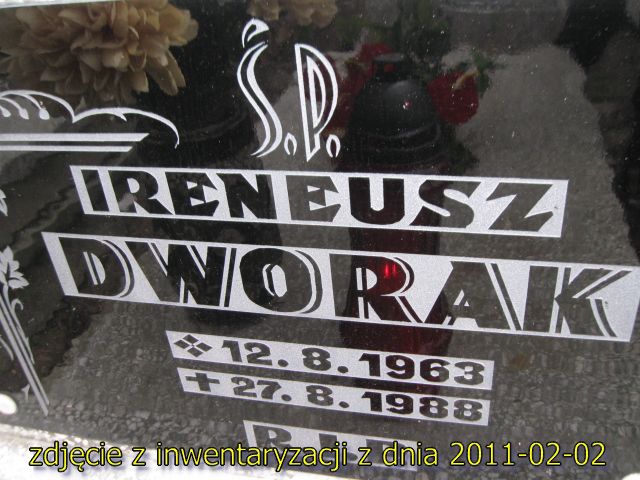 Ś.P.
IRENEUSZ
DWORAK
12. 8. 1963
✝ 27. 8. 1988
R.I.P.
zdjęcie z inwentaryzacji z dnia 2011-02-02